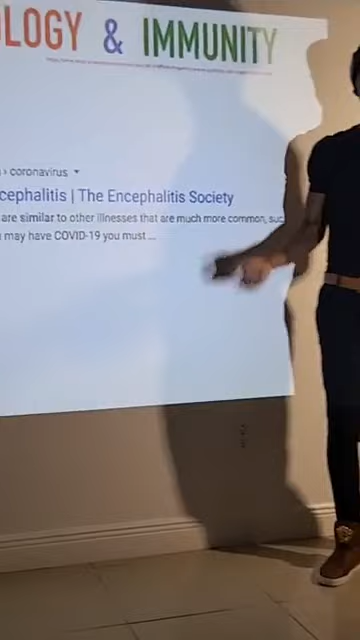 OLOGY & IMMUNITY
› coronavirus
cephalitis | The Encephalitis Society
are similar to other illnesses that are much more common, suc
may have COVID-19 you must ...